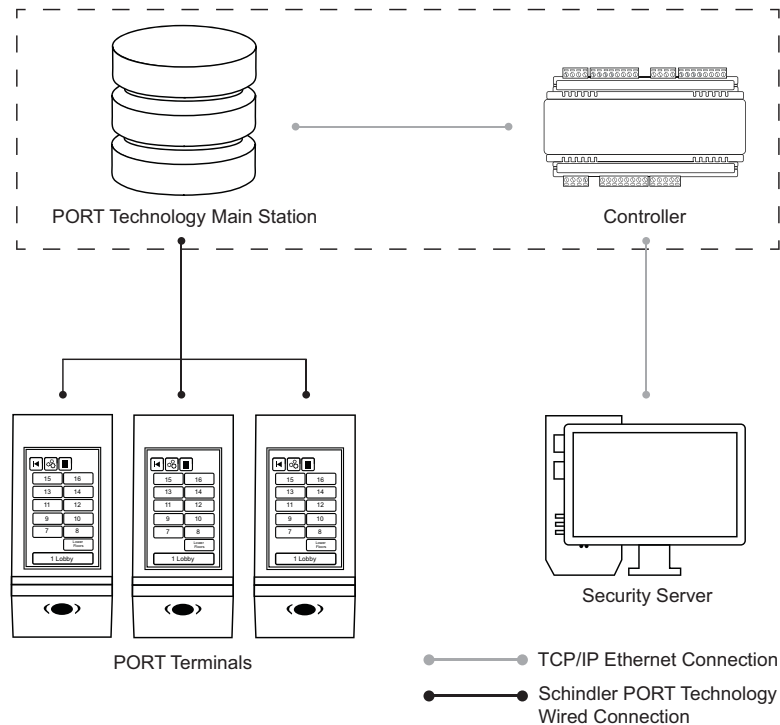 PORT Technology Main Station
Controller
15 16
13 14
11 12
9 10
7 8
Lower
Floors
1 Lobby
15 16
13 14
11 12
9 10
7 8
Lower
Floors
1 Lobby
15 16
13 14
11 12
9 10
7 8
Lower
Floors
1 Lobby
PORT Terminals
Security Server
TCP/IP Ethernet Connection
Schindler PORT Technology
Wired Connection